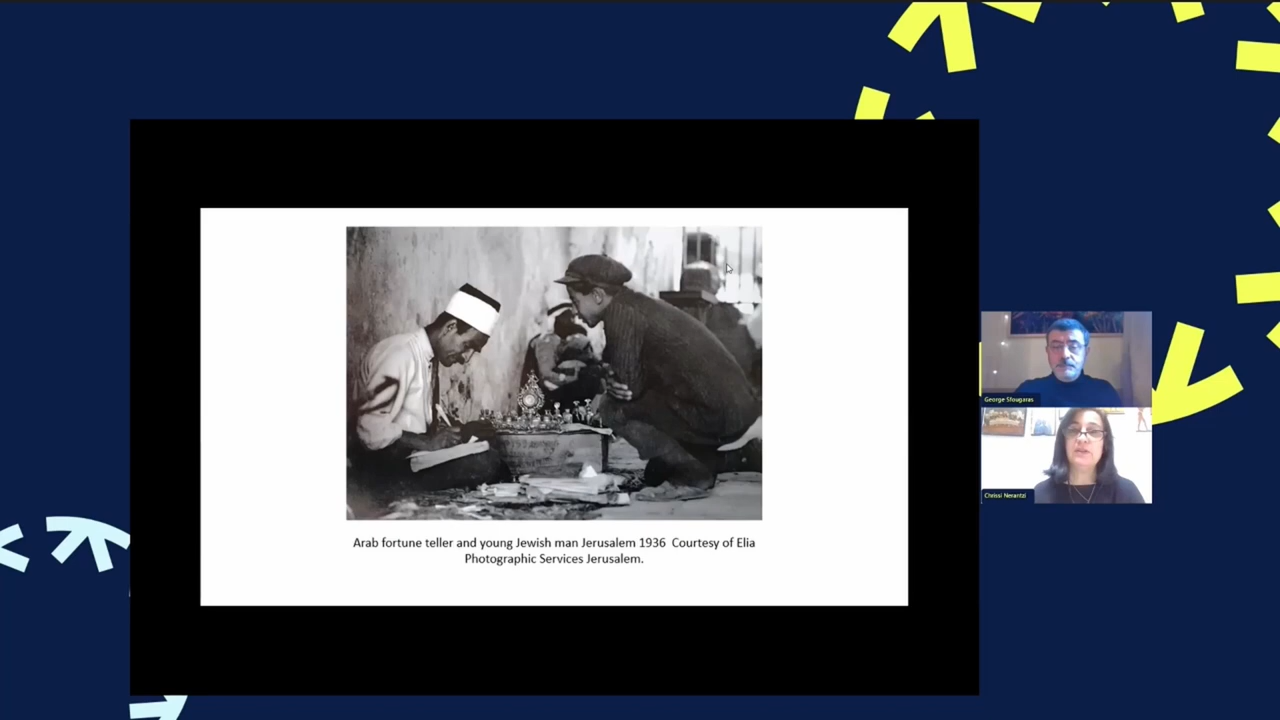 Arab fortune teller and young Jewish man Jerusalem 1936  Courtesy of Elia
Photographic Services Jerusalem.
George Sfougaras
Chrissi Nerantzi